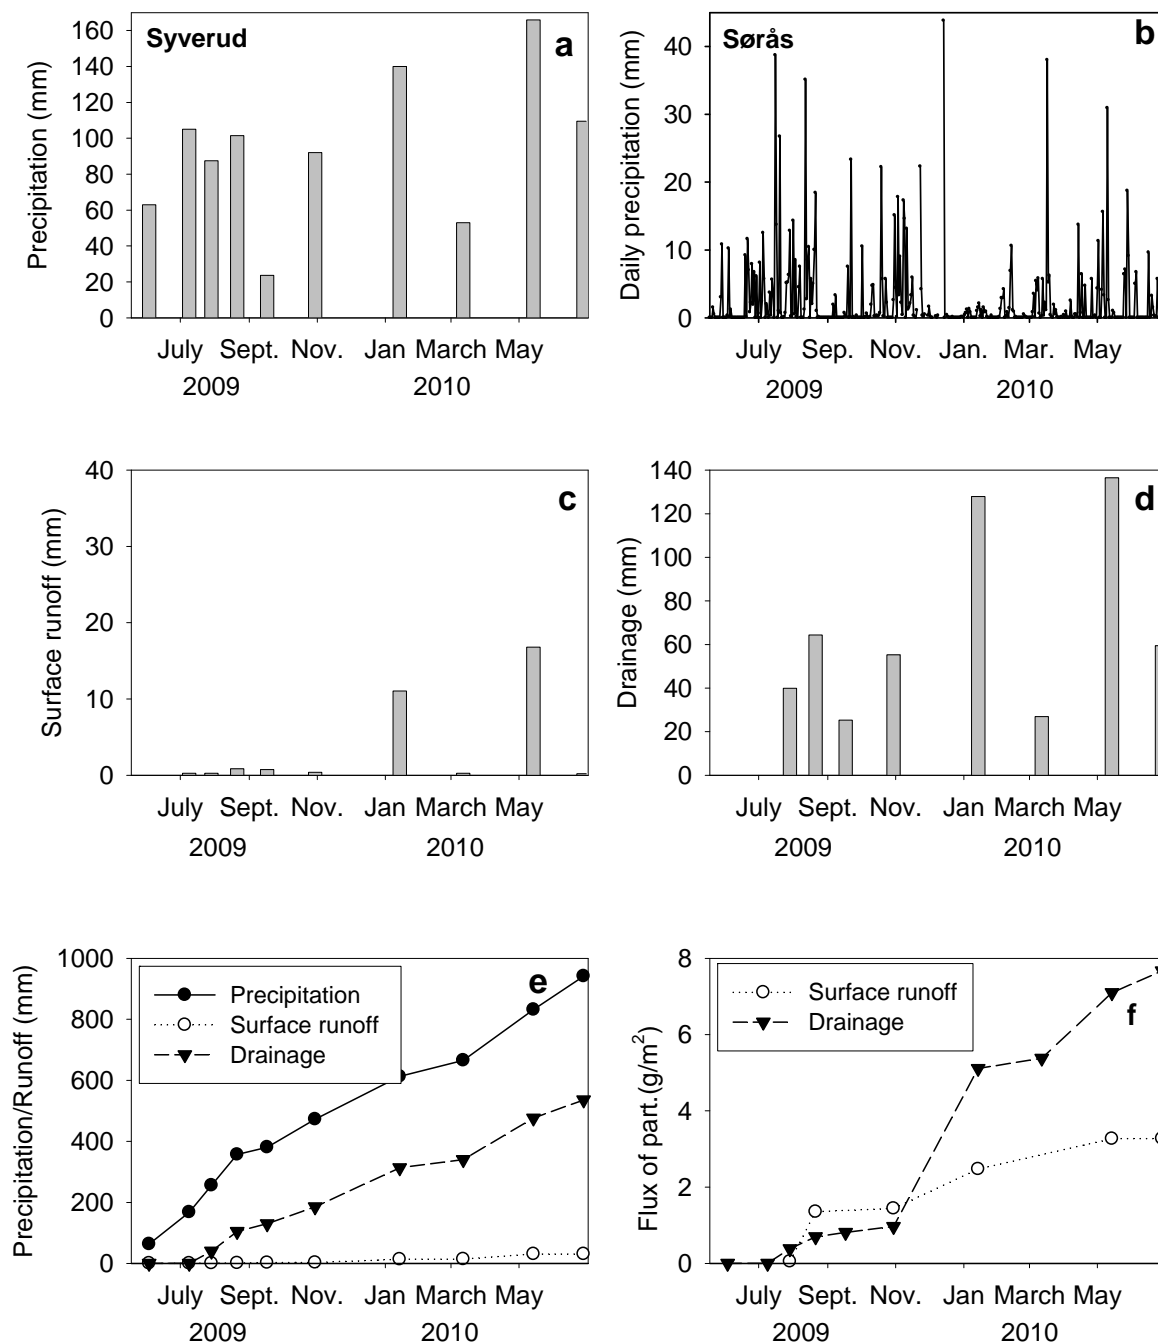 Syverud
a
Precipitation (mm)
160
140
120
100
80
60
40
20
0
July Sept. Nov. Jan March May
2009 2010
Sørås
b
Daily precipitation (mm)
40
30
20
10
0
July Sep. Nov. Jan. Mar. May
2009 2010
c
Surface runoff (mm)
40
30
20
10
0
July Sept. Nov. Jan March May
2009 2010
d
Drainage (mm)
140
120
100
80
60
40
20
0
July Sept. Nov. Jan March May
2009 2010
e
Precipitation/Runoff (mm)
1000
800
600
400
200
0
Precipitation
Surface runoff
Drainage
July Sept. Nov. Jan March May
2009 2010
f
Flux of part.(g/m²)
8
6
4
2
0
Surface runoff
Drainage
July Sept. Nov. Jan March May
2009 2010